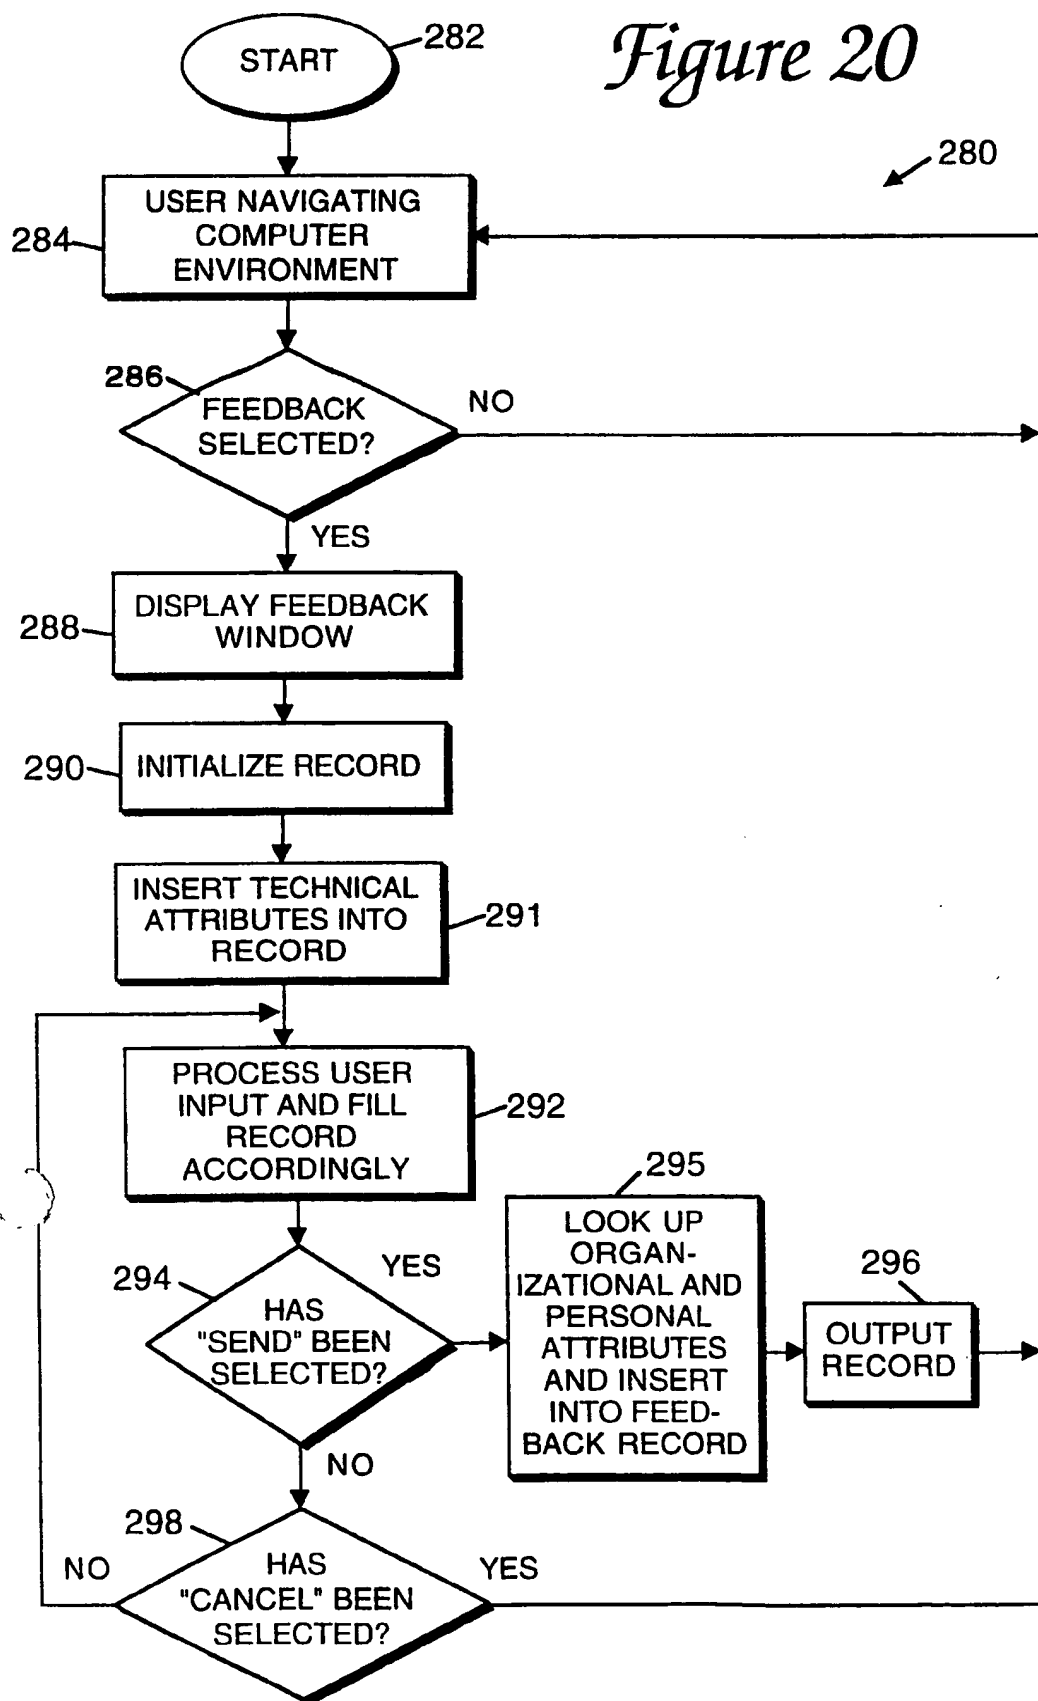 Figure 20
START
282
280
USER NAVIGATING
COMPUTER
ENVIRONMENT
284
286
FEEDBACK
SELECTED?
NO
YES
DISPLAY FEEDBACK
WINDOW
288
INITIALIZE RECORD
290
INSERT TECHNICAL
ATTRIBUTES INTO
RECORD
291
PROCESS USER
INPUT AND FILL
RECORD
ACCORDINGLY
292
294
HAS
"SEND" BEEN
SELECTED?
YES
NO
295
LOOK UP
ORGAN-
IZATIONAL AND
PERSONAL
ATTRIBUTES
AND INSERT
INTO FEED-
BACK RECORD
296
OUTPUT
RECORD
298
HAS
"CANCEL" BEEN
SELECTED?
NO
YES